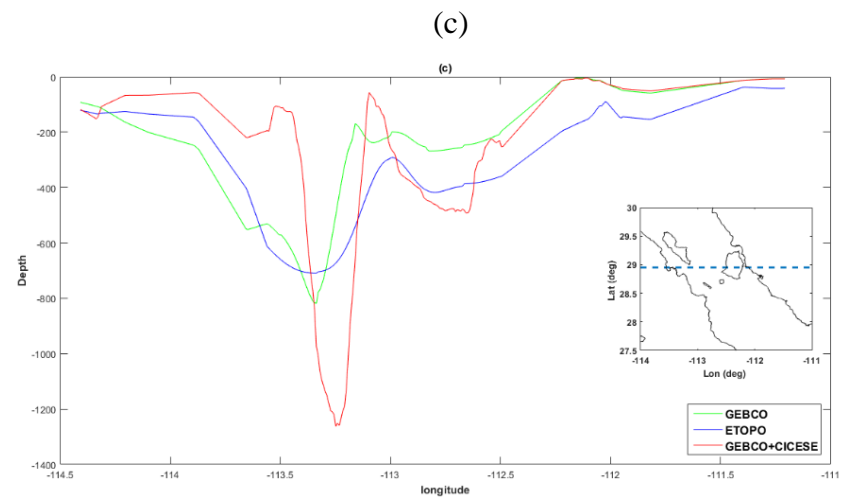 (c)
(c)
0
-200
-400
-600
-800
-1000
-1200
-1400
Depth
-114.5 -114 -113.5 -113 -112.5 -112 -111.5 -111
longitude
30
29.5
29
28.5
28
27.5
Lat (deg)
-114 -113 -112 -111
Lon (deg)
GEBCO
ETOPO
GEBCO+CICESE